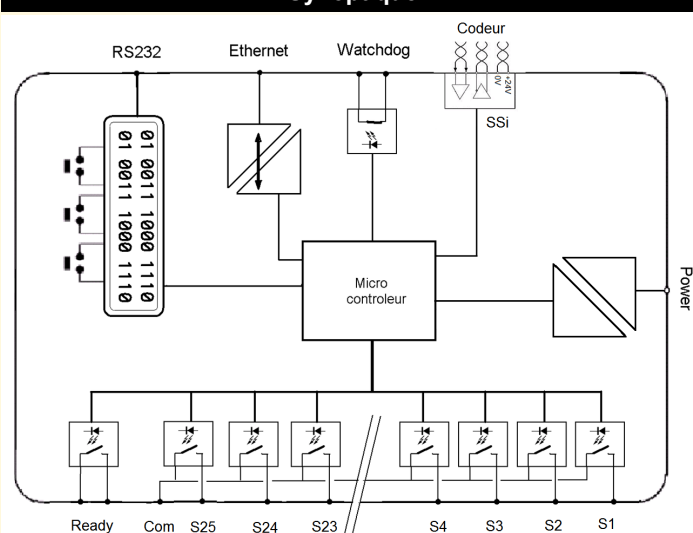 Codeur
RS232
Ethernet
Watchdog
0V
+24V
SSi
01 01
0011 0011
1000 1000
1110 1110
Micro
controleur
Power
Ready
Com
S25
S24
S23
S4
S3
S2
S1